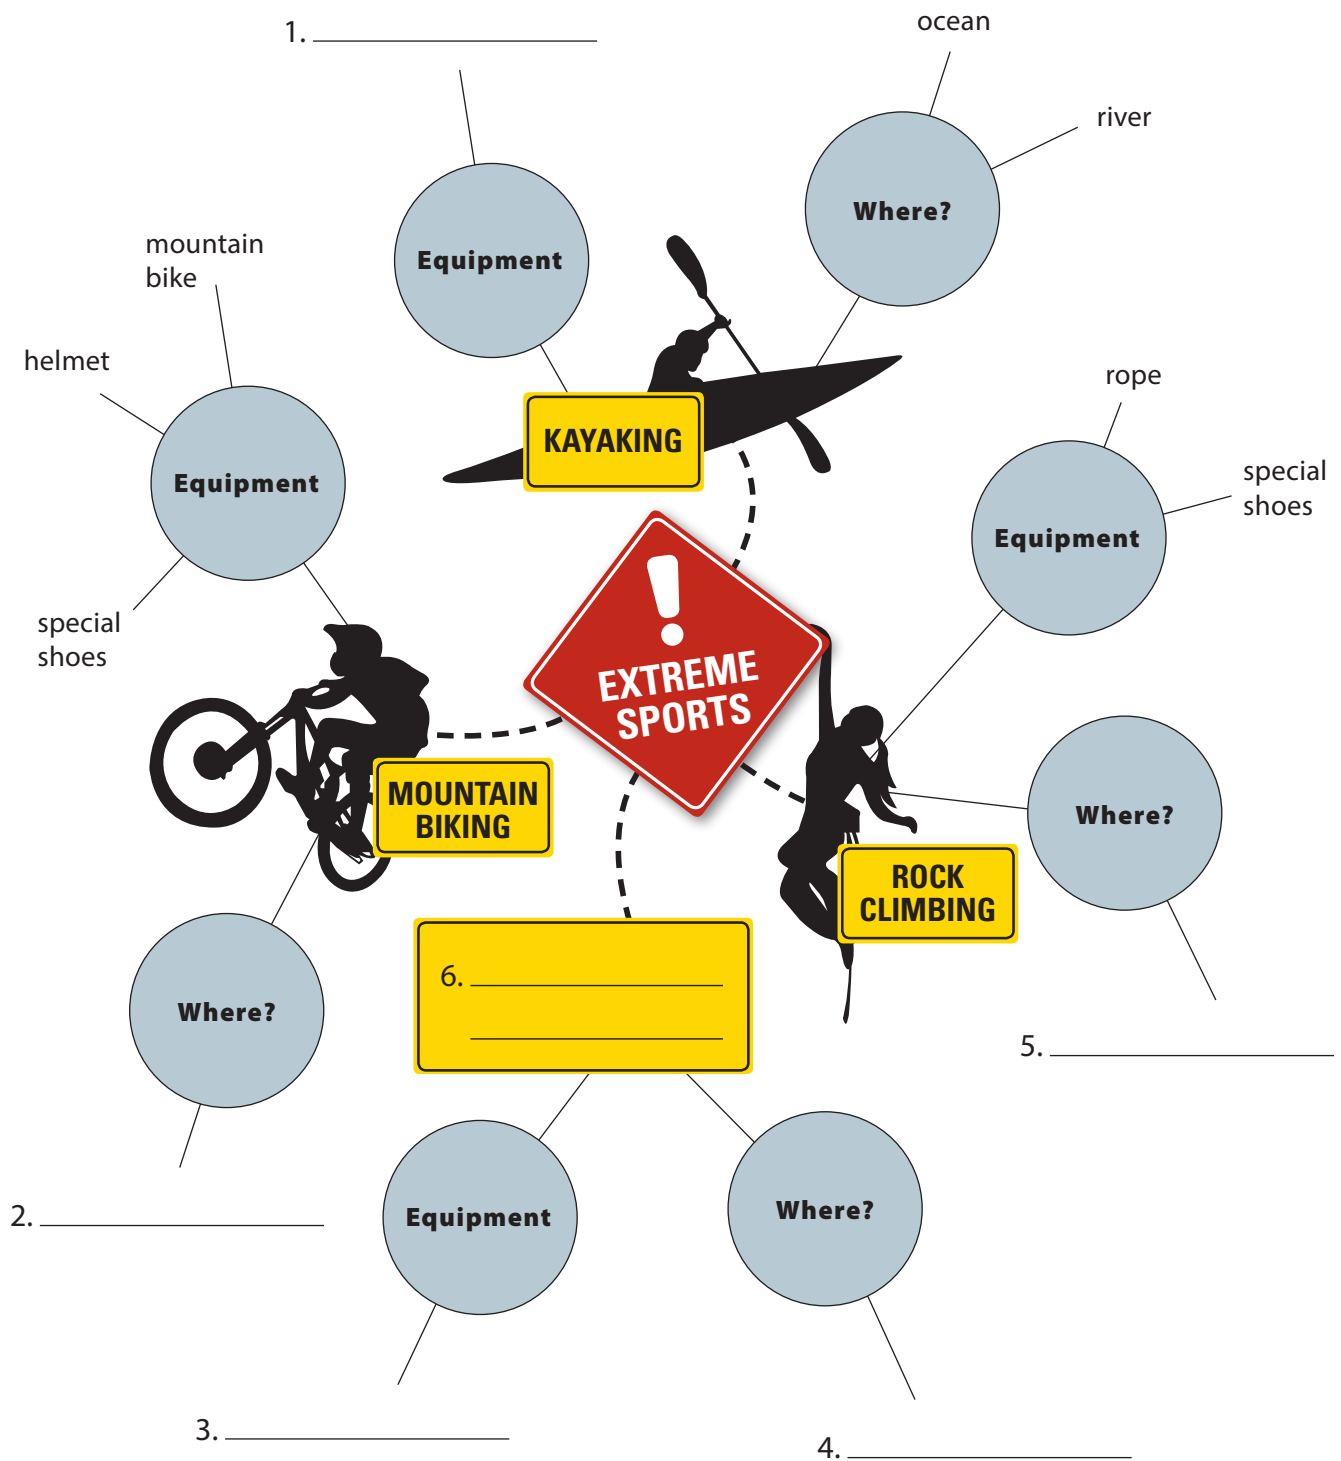 1.
ocean
river
Where?
Equipment
mountain
bike
helmet
rope
KAYAKING
special
shoes
Equipment
Equipment
special
shoes
EXTREME
SPORTS
MOUNTAIN
BIKING
Where?
ROCK
CLIMBING
6.
Where?
5.
2.
Equipment
Where?
3.
4.